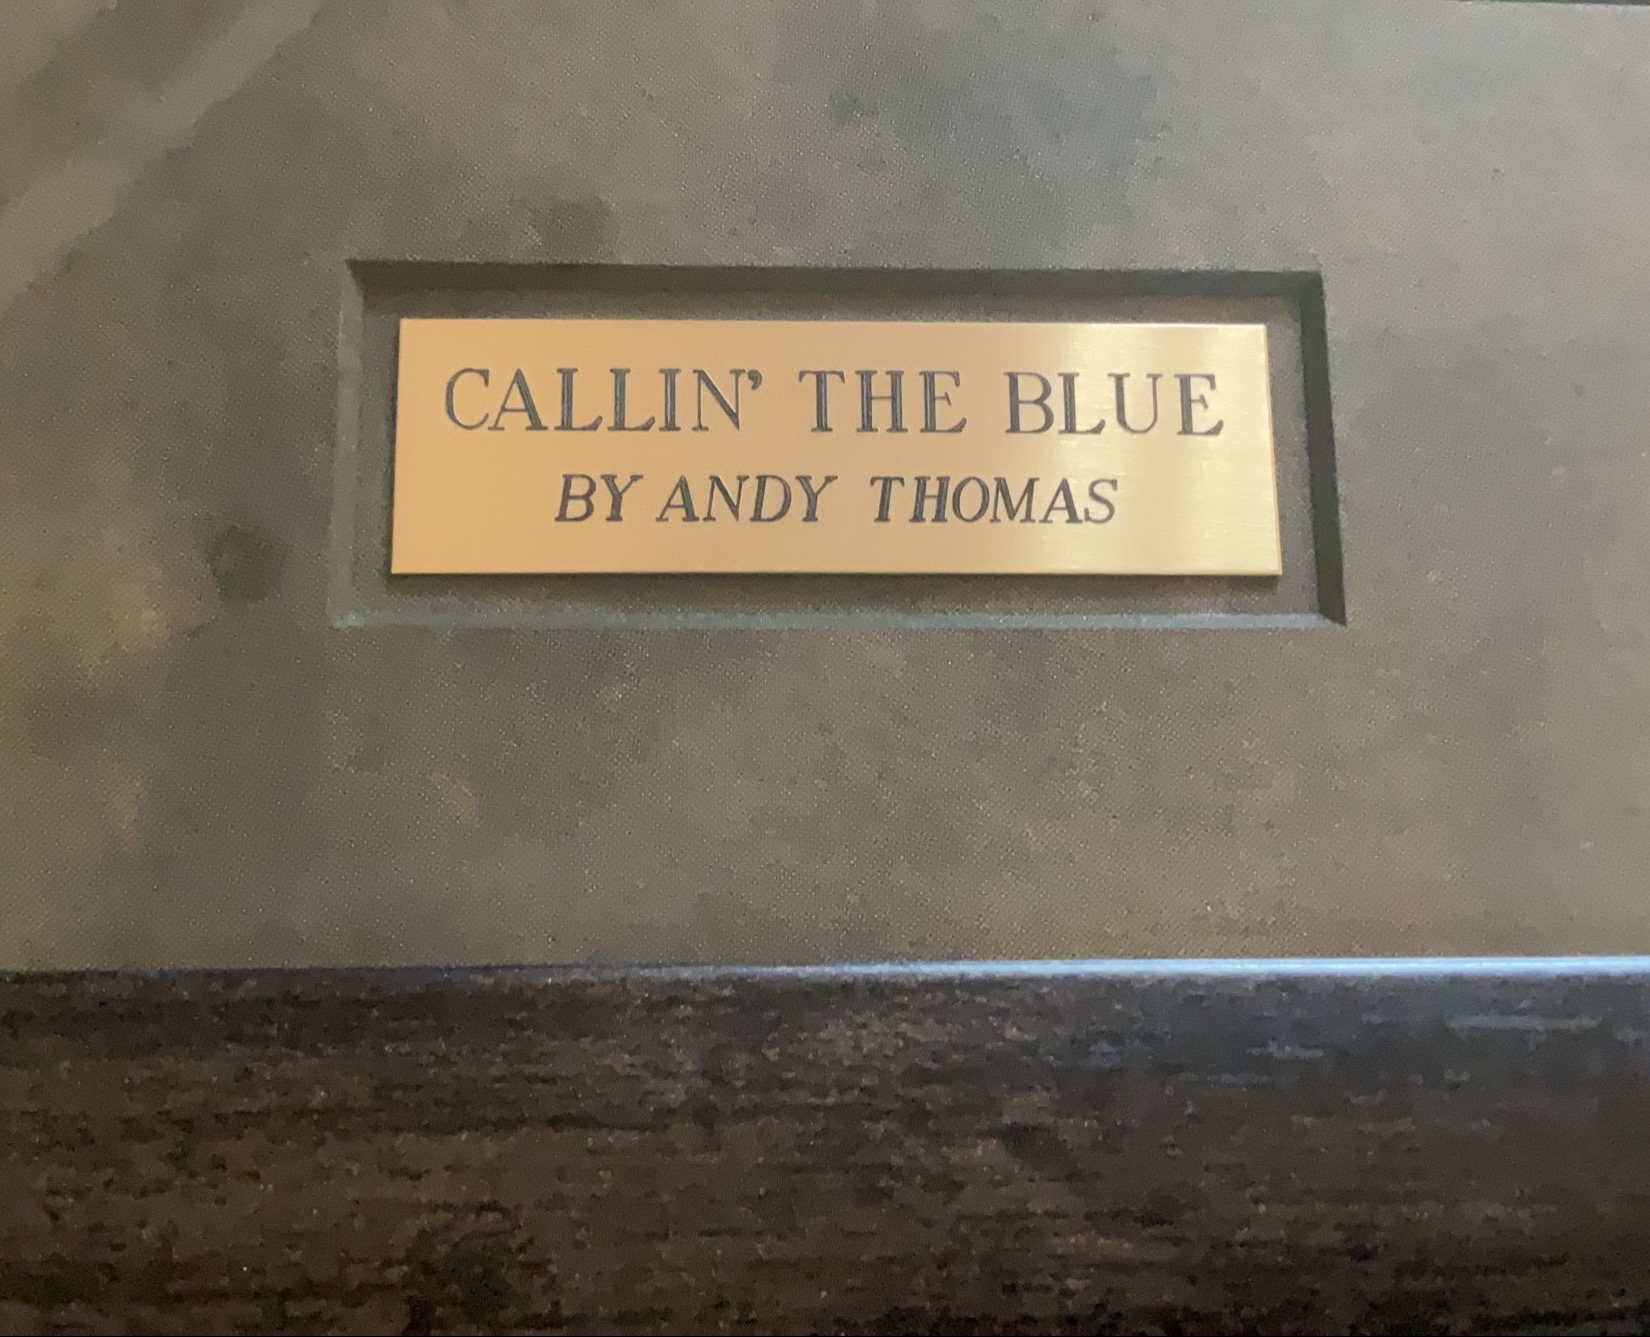 CALLIN’ THE BLUE
BY ANDY THOMAS